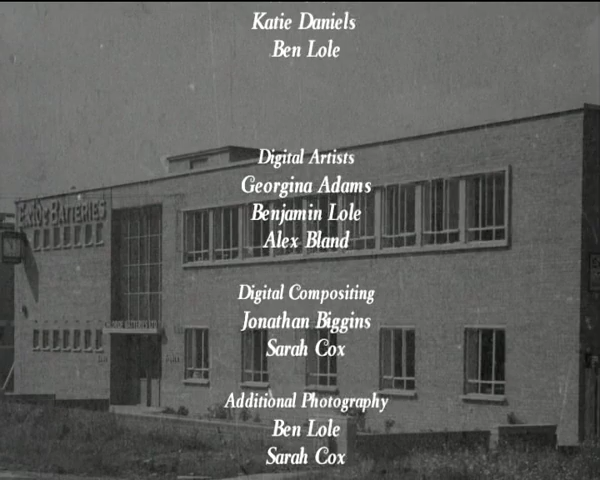 Katie Daniels
Ben Lole
Digital Artists
Georgina Adams
Benjamin Lole
Alex Bland
Digital Compositing
Jonathan Biggins
Sarah Cox
Additional Photography
Ben Lole
Sarah Cox
BATTERIES